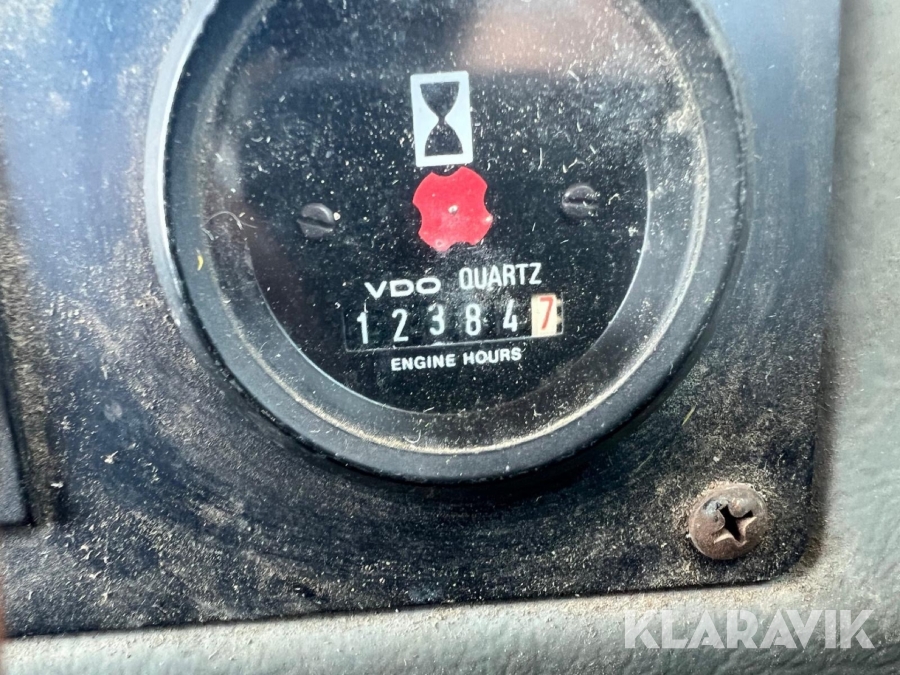 VDO QUARTZ
123847
ENGINE HOURS
KLARAVIK